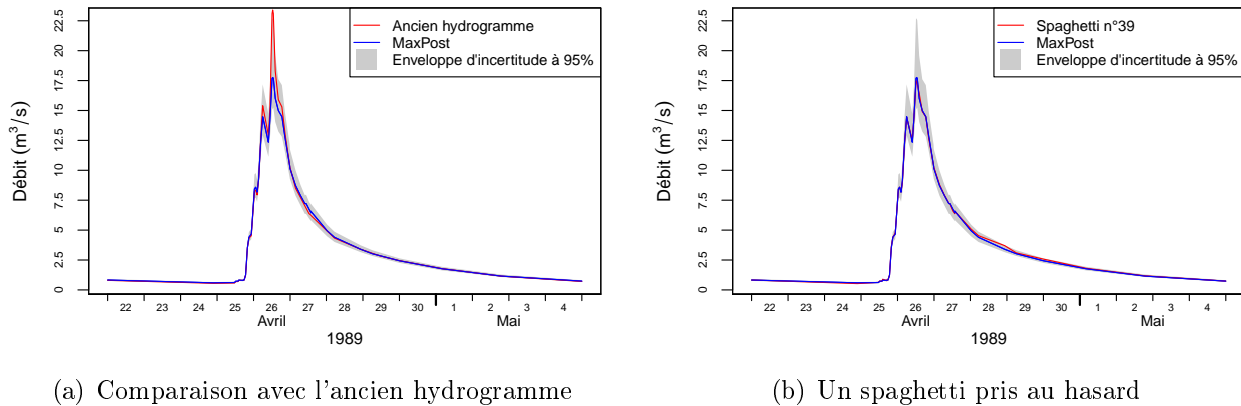 Débit (m³/s)
0
2.5
5
7.5
10
12.5
15
17.5
20
22.5
Ancien hydrogramme
MaxPost
Enveloppe d'incertitude à 95%
22 23 24 25 26 27 28 29 30 1 2 3 4
Avril Mai
1989
(a) Comparaison avec l'ancien hydrogramme
Débit (m³/s)
0
2.5
5
7.5
10
12.5
15
17.5
20
22.5
Spaghetti n°39
MaxPost
Enveloppe d'incertitude à 95%
22 23 24 25 26 27 28 29 30 1 2 3 4
Avril Mai
1989
(b) Un spaghetti pris au hasard